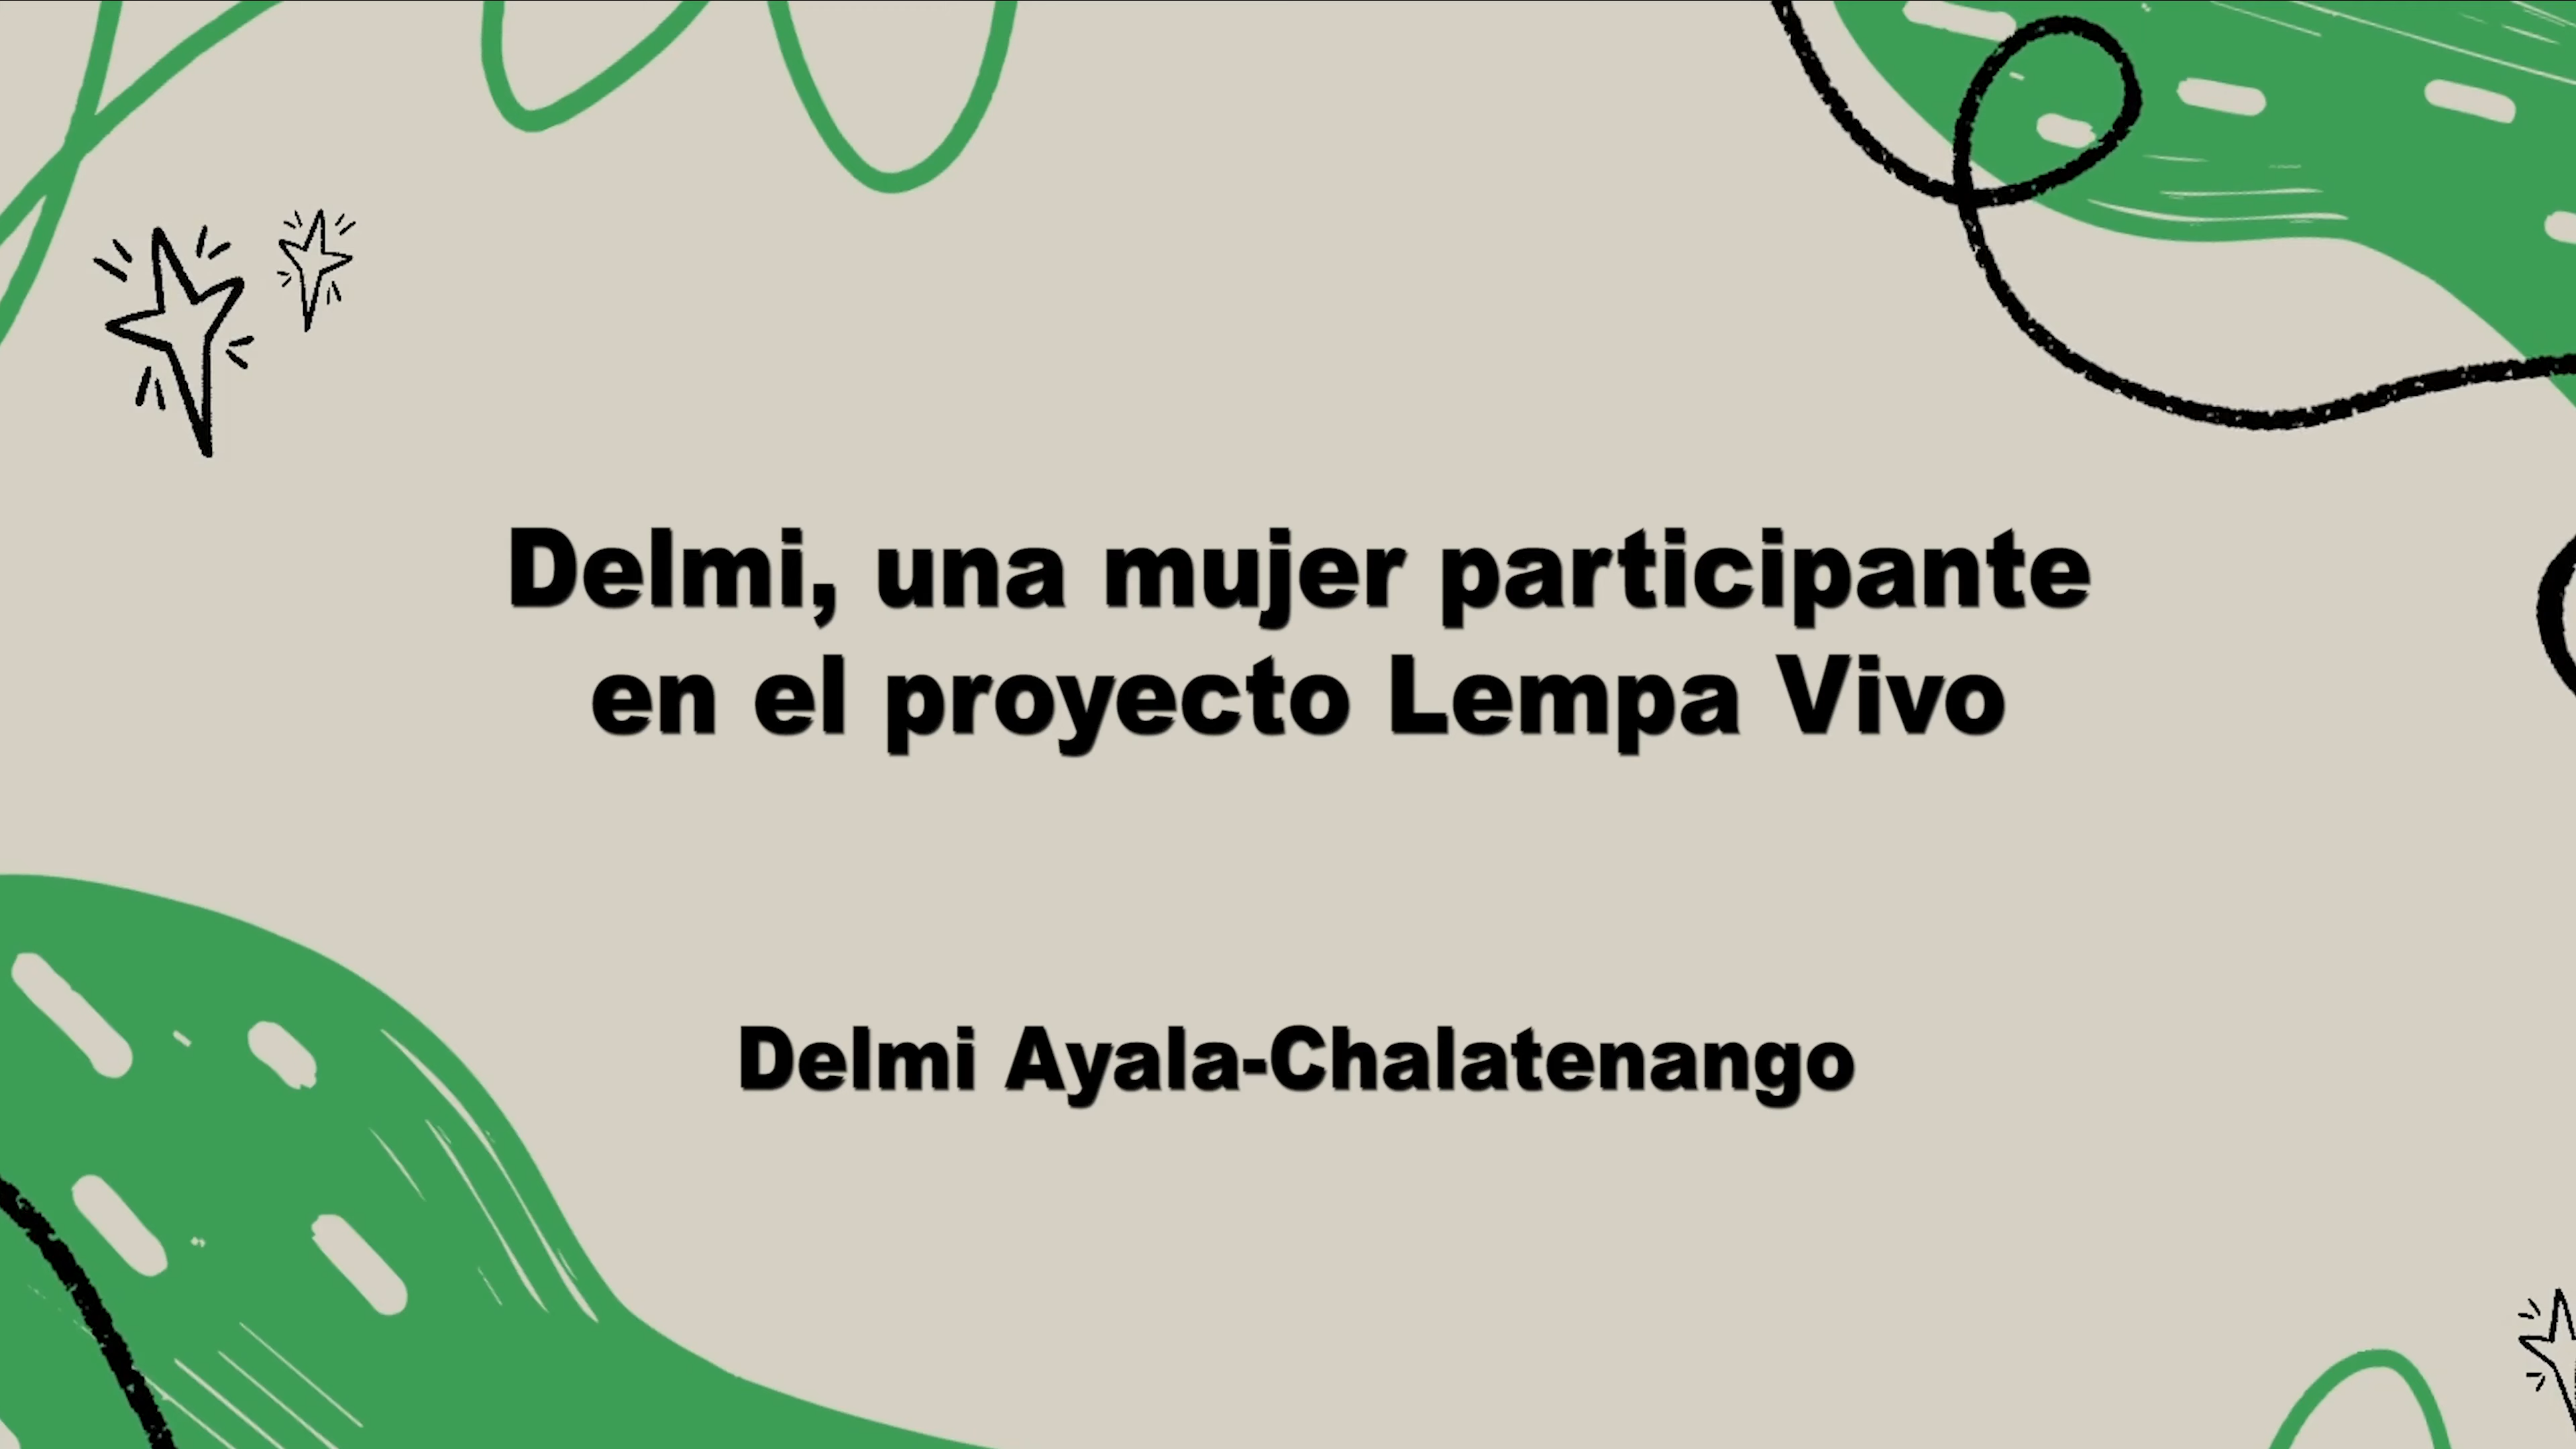 Delmi, una mujer participante
en el proyecto Lempa Vivo
Delmi Ayala-Chalatenango